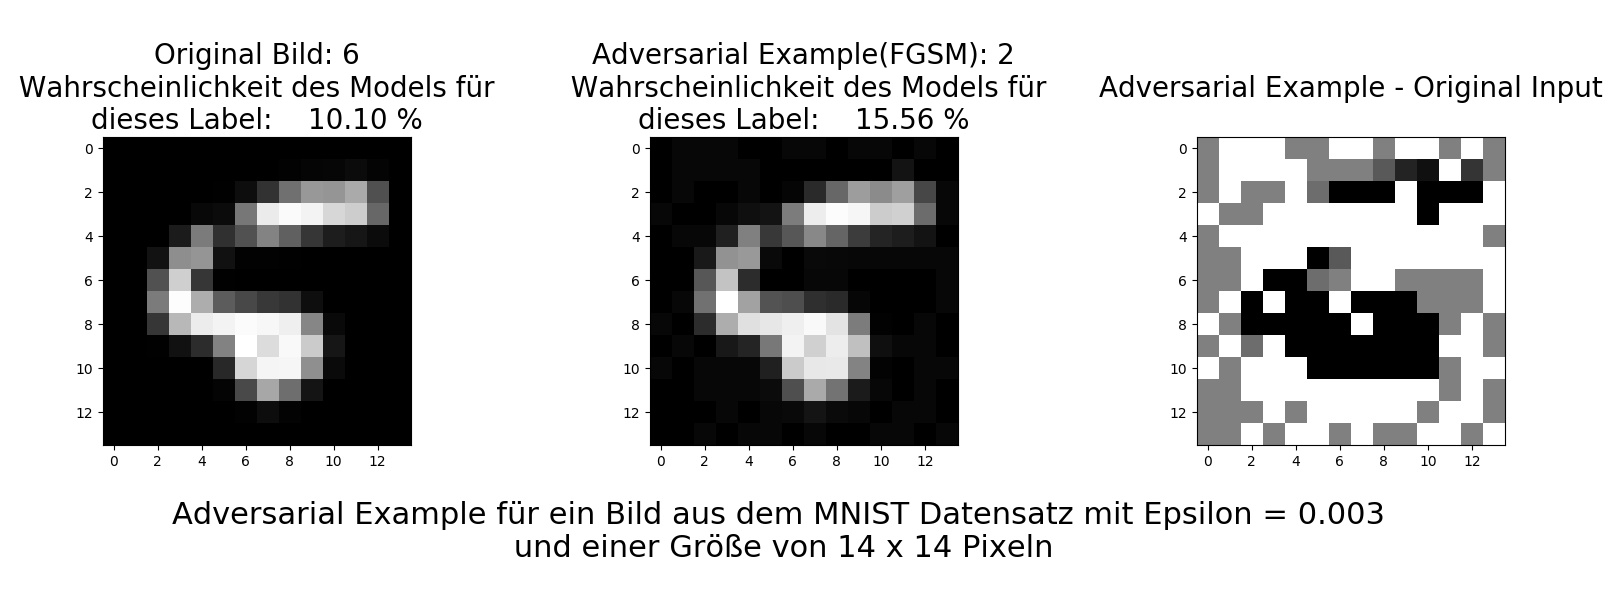 Original Bild: 6
Wahrscheinlichkeit des Models für
dieses Label:    10.10 %
0
2
4
6
8
10
12
0 2 4 6 8 10 12
Adversarial Example(FGSM): 2
Wahrscheinlichkeit des Models für
dieses Label:    15.56 %
0
2
4
6
8
10
12
0 2 4 6 8 10 12
Adversarial Example - Original Input
0
2
4
6
8
10
12
0 2 4 6 8 10 12
Adversarial Example für ein Bild aus dem MNIST Datensatz mit Epsilon = 0.003
und einer Größe von 14 x 14 Pixeln